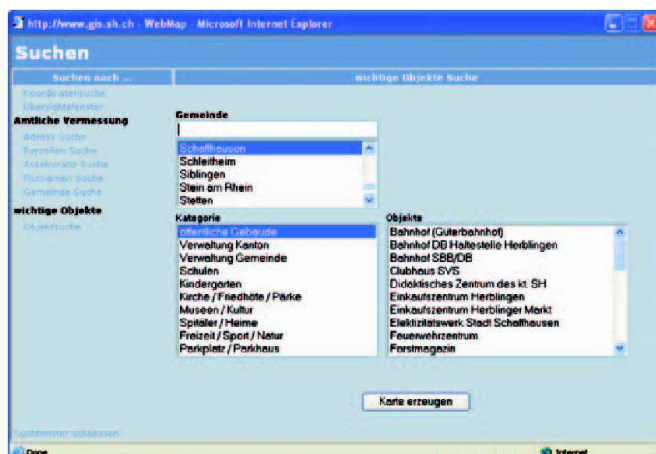 http://www.gis.sh.ch - WebMap - Microsoft Internet Explorer
Suchen
Suchen nach ...
wichtige Objekte Suche
Koordinatensuche
Übersichtsfenster
Amtliche Vermessung
Adress Suche
Parzellen Suche
Assekuranz Suche
Flurnamen Suche
Gemeinde Suche
wichtige Objekte
Objektsuche
Gemeinde
Schaffhausen
Schleitheim
Siblingen
Stein am Rhein
Stetten
Kategorie
öffentliche Gebäude
Verwaltung Kanton
Verwaltung Gemeinde
Schulen
Kindergärten
Kirche / Friedhöfe / Pärke
Museen / Kultur
Spitäler / Heime
Freizeit / Sport / Natur
Parkplatz / Parkhaus
Objekte
Bahnhof (Güterbahnhof)
Bahnhof DB Haltestelle Herblingen
Bahnhof SBB/DB
Clubhaus SVS
Didaktisches Zentrum des kt. SH
Einkaufszentrum Herblingen
Einkaufszentrum Herblinger Markt
Elektizitätswerk Stadt Schaffhausen
Feuerwehrzentrum
Forstmagazin
Karte erzeugen
Suchfenster schliessen
Done
Internet